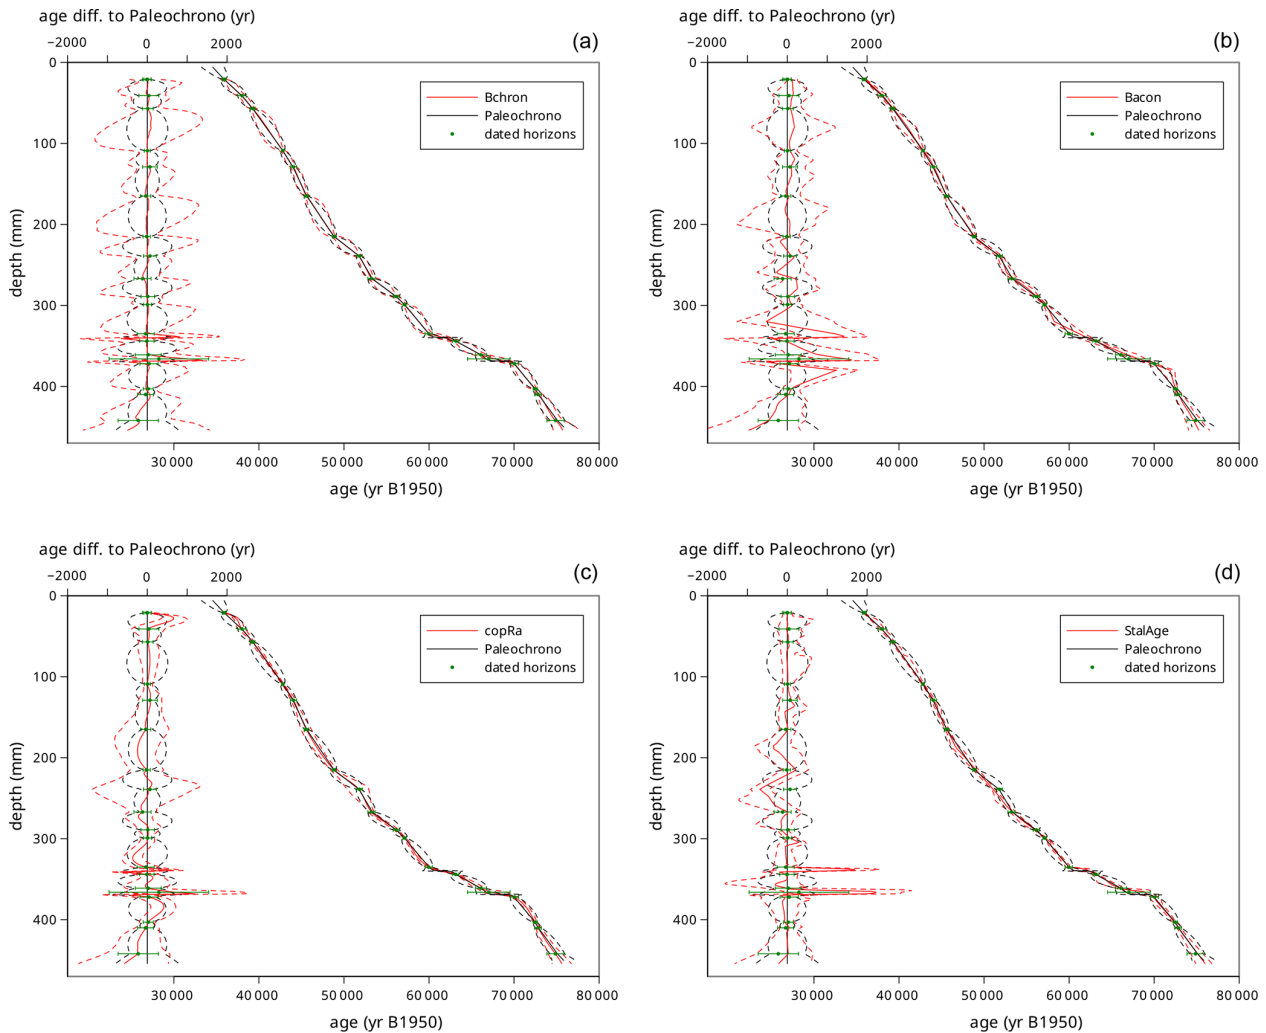 age diff. to Paleochrono (yr)
−2000 0 2000
(a)
0
100
200
300
400
depth (mm)
Bchron
Paleochrono
dated horizons
30 000 40 000 50 000 60 000 70 000 80 000
age (yr B1950)
age diff. to Paleochrono (yr)
−2000 0 2000
(b)
0
100
200
300
400
depth (mm)
Bacon
Paleochrono
dated horizons
30 000 40 000 50 000 60 000 70 000 80 000
age (yr B1950)
age diff. to Paleochrono (yr)
−2000 0 2000
(c)
0
100
200
300
400
depth (mm)
copRa
Paleochrono
dated horizons
30 000 40 000 50 000 60 000 70 000 80 000
age (yr B1950)
age diff. to Paleochrono (yr)
−2000 0 2000
(d)
0
100
200
300
400
depth (mm)
StalAge
Paleochrono
dated horizons
30 000 40 000 50 000 60 000 70 000 80 000
age (yr B1950)